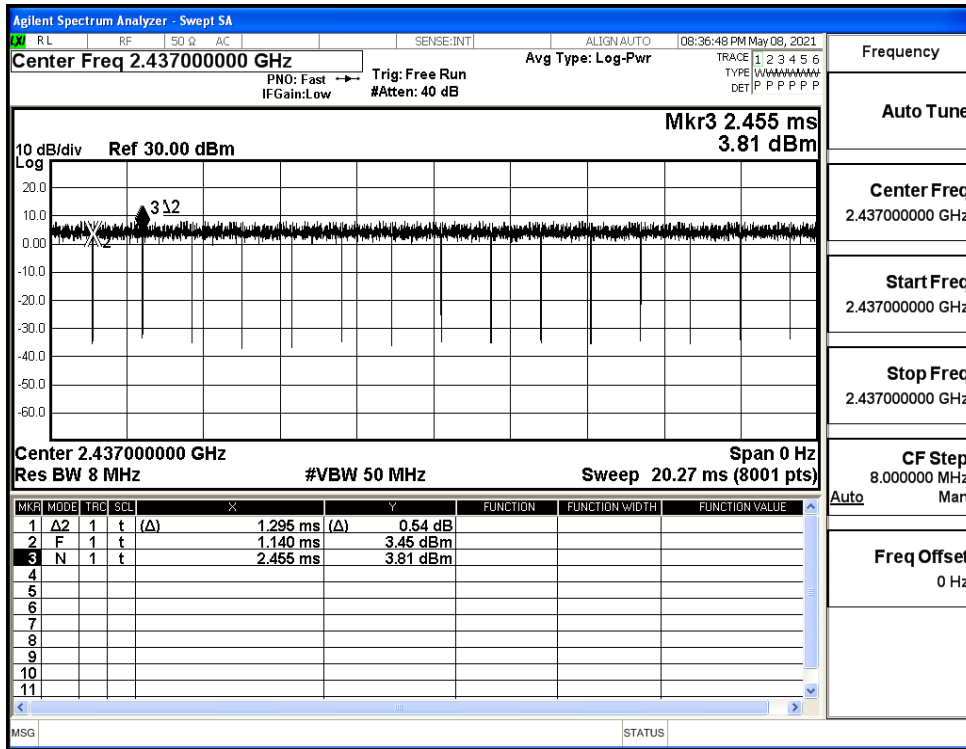 Agilent Spectrum Analyzer - Swept SA
LXI RL RF 50 Ω AC SENSE:INT ALIGN AUTO 08:36:48 PM May 08, 2021
Center Freq 2.437000000 GHz
PNO: Fast
IFGain:Low
Trig: Free Run
#Atten: 40 dB
Avg Type: Log-Pwr
TRACE 1 2 3 4 5 6
TYPE WWWWWW
DET P P P P P P
Mkr3 2.455 ms
3.81 dBm
10 dB/div Ref 30.00 dBm
Log
20.0
10.0
0.00
-10.0
-20.0
-30.0
-40.0
-50.0
-60.0
3 Δ2
2
Center 2.437000000 GHz Span 0 Hz
Res BW 8 MHz #VBW 50 MHz Sweep 20.27 ms (8001 pts)
MKR MODE TRC SCL X Y FUNCTION FUNCTION WIDTH FUNCTION VALUE
1 Δ2 1 t (Δ) 1.295 ms (Δ) 0.54 dB
2 F 1 t 1.140 ms 3.45 dBm
3 N 1 t 2.455 ms 3.81 dBm
4
5
6
7
8
9
10
11
MSG STATUS
Frequency
Auto Tune
Center Freq
2.437000000 GHz
Start Freq
2.437000000 GHz
Stop Freq
2.437000000 GHz
CF Step
8.000000 MHz
Auto Man
Freq Offset
0 Hz